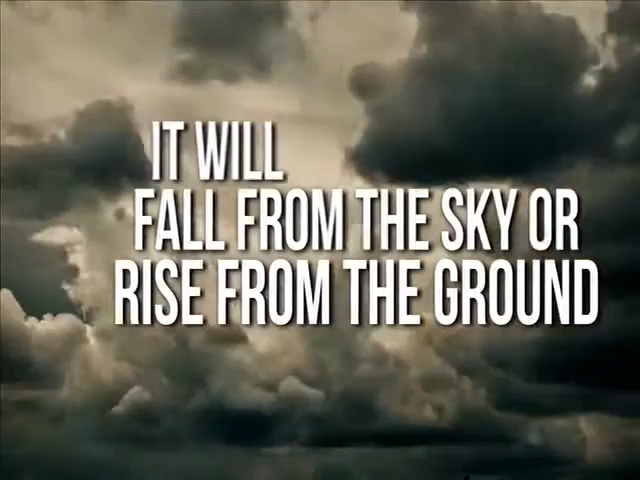 IT WILL
FALL FROM THE SKY OR
RISE FROM THE GROUND